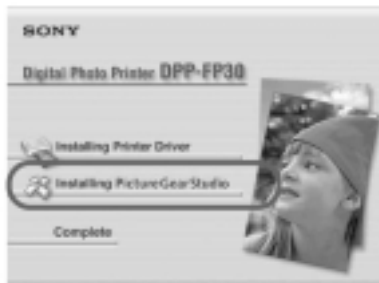 SONY
Digital Photo Printer DPP-FP30
Installing Printer Driver
Installing PictureGearStudio
Complete